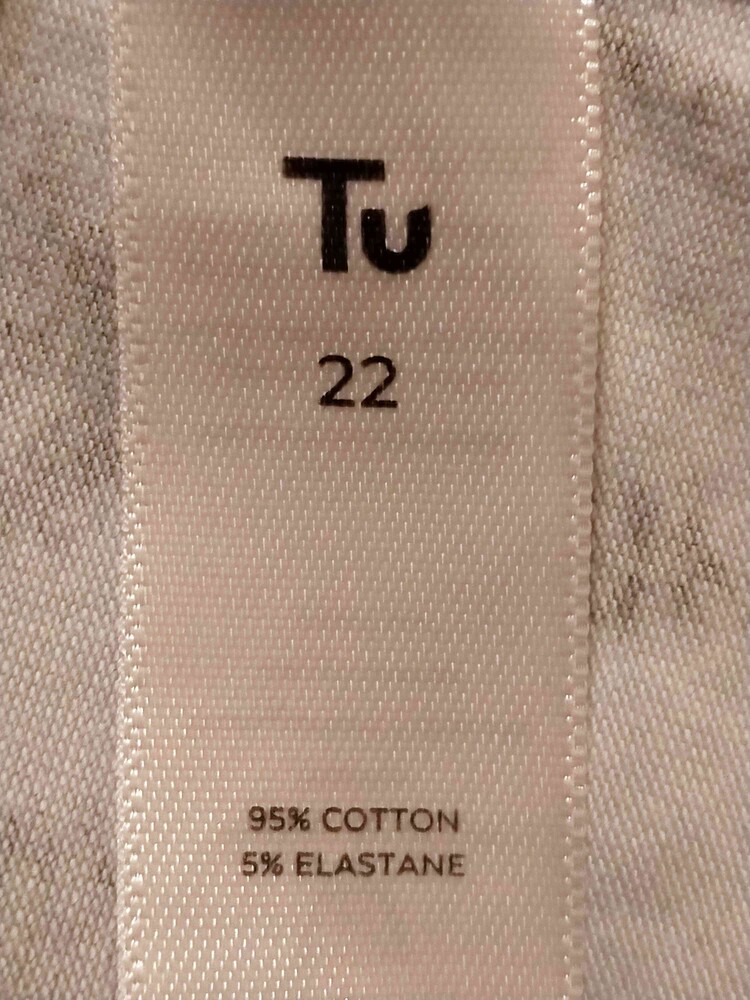 Tu
22
95% COTTON
5% ELASTANE